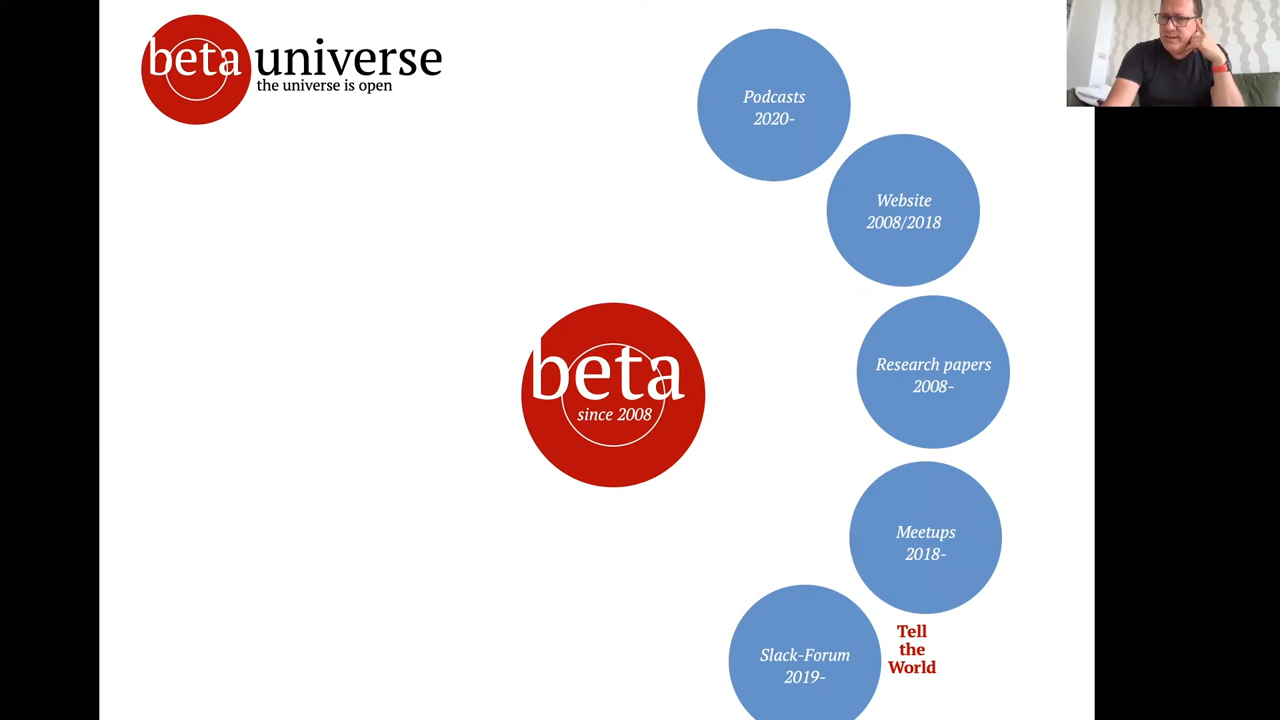 beta universe
the universe is open
Podcasts
2020-
Website
2008/2018
Research papers
2008-
beta
since 2008
Meetups
2018-
Tell
the
World
Slack-Forum
2019-